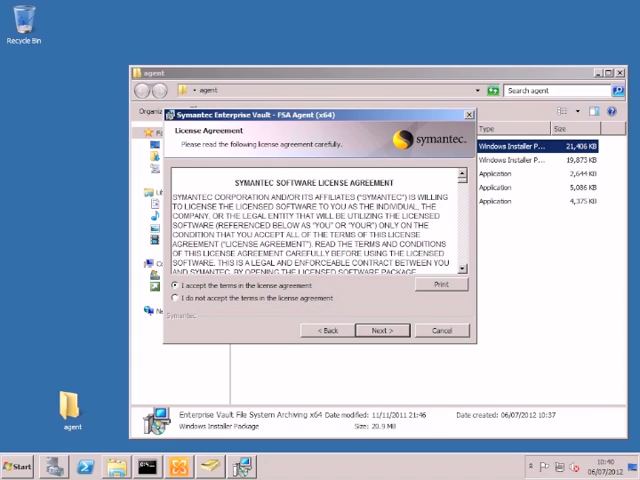 Recycle Bin
agent
agent
Search agent
Organiz
Symantec Enterprise Vault - FSA Agent (x64)
License Agreement
Please read the following license agreement carefully.
symantec.
Type
Size
Windows Installer P...
21,406 KB
Windows Installer P...
19,873 KB
Application
2,644 KB
Application
5,086 KB
Application
4,375 KB
SYMANTEC SOFTWARE LICENSE AGREEMENT
SYMANTEC CORPORATION AND/OR ITS AFFILIATES ("SYMANTEC") IS WILLING
TO LICENSE THE LICENSED SOFTWARE TO YOU AS THE INDIVIDUAL, THE
COMPANY, OR THE LEGAL ENTITY THAT WILL BE UTILIZING THE LICENSED
SOFTWARE (REFERENCED BELOW AS "YOU" OR "YOUR") ONLY ON THE
CONDITION THAT YOU ACCEPT ALL OF THE TERMS OF THIS LICENSE
AGREEMENT ("LICENSE AGREEMENT"). READ THE TERMS AND CONDITIONS
OF THIS LICENSE AGREEMENT CAREFULLY BEFORE USING THE LICENSED
SOFTWARE. THIS IS A LEGAL AND ENFORCEABLE CONTRACT BETWEEN YOU
AND SYMANTEC. BY OPENING THE LICENSED SOFTWARE PACKAGE,
I accept the terms in the license agreement
Print
I do not accept the terms in the license agreement
Symantec
< Back
Next >
Cancel
agent
Enterprise Vault File System Archiving x64
Date modified: 11/11/2011 21:46
Date created: 06/07/2012 10:37
Windows Installer Package
Size: 20.9 MB
Start
10:40
06/07/2012